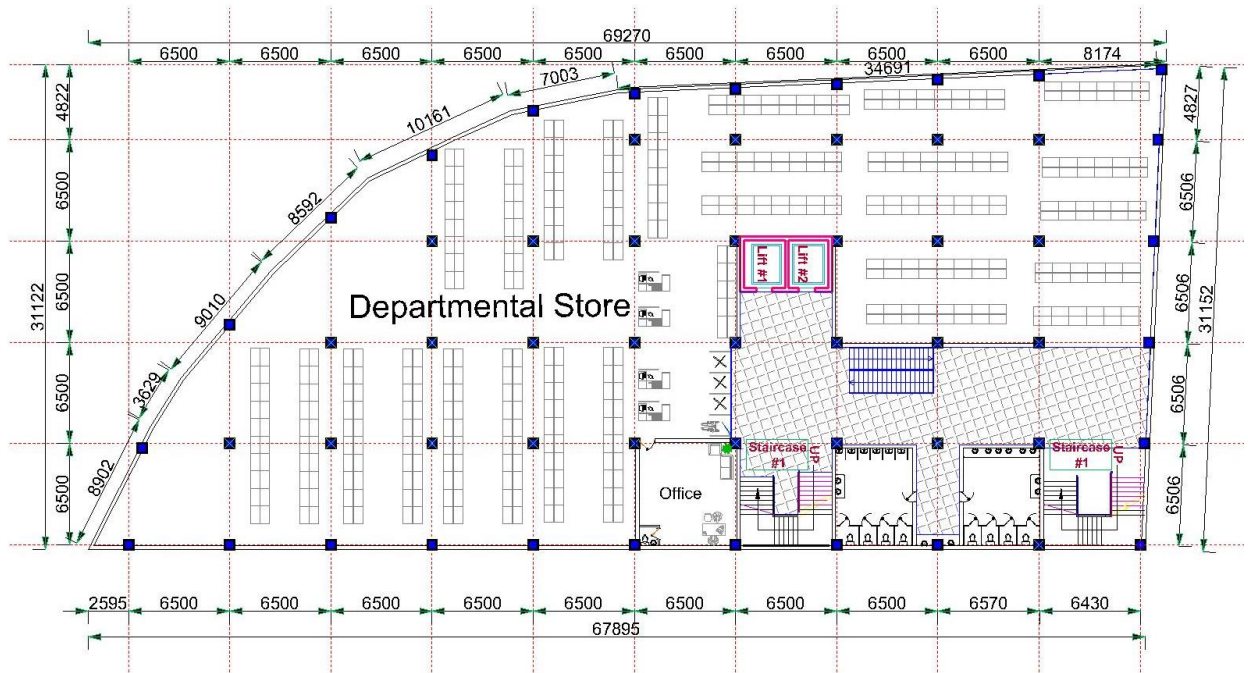 69270
6500 6500 6500 6500 6500 6500 6500 6500 6500 8174
7003
34691
4822
10161
4827
6500
8592
6506
Lift #1
Lift #2
6500
31122
9010
Departmental Store
6506
31152
6500
3629
6506
8902
Staircase #1
UP
Staircase #1
UP
6500
Office
6506
2595 6500 6500 6500 6500 6500 6500 6500 6500 6570 6430
67895